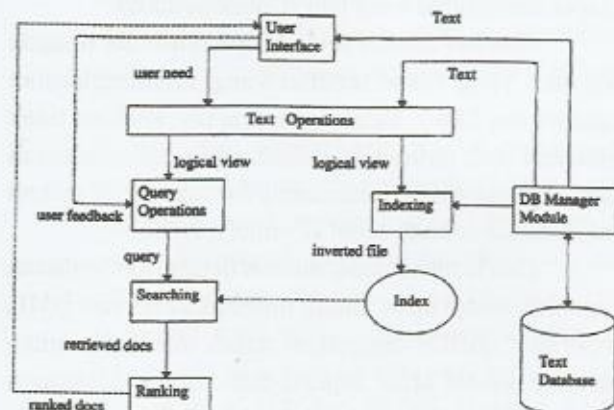 User
Interface
Text
user need
Text
Text Operations
logical view
logical view
Query
Operations
Indexing
DB Manager
Module
user feedback
query
inverted file
Searching
Index
retrieved docs
Text
Database
Ranking
ranked docs